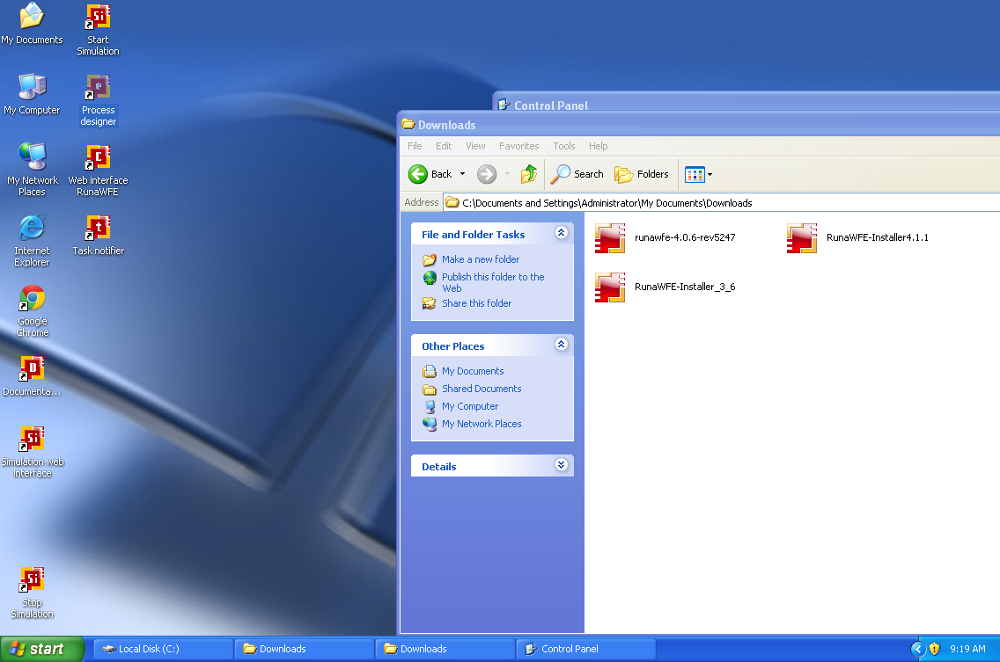 My Documents
Start
Simulation
My Computer
Process
designer
My Network
Places
Web interface
RunaWFE
Internet
Explorer
Task notifier
Google
Chrome
Documenta...
Simulation web
interface
Stop
Simulation
Control Panel
Downloads
File Edit View Favorites Tools Help
Back Search Folders
Address C:\Documents and Settings\Administrator\My Documents\Downloads
File and Folder Tasks
Make a new folder
Publish this folder to the
Web
Share this folder
Other Places
My Documents
Shared Documents
My Computer
My Network Places
Details
runawfe-4.0.6-rev5247
RunaWFE-Installer4.1.1
RunaWFE-Installer_3_6
start Local Disk (C:) Downloads Downloads Control Panel 9:19 AM